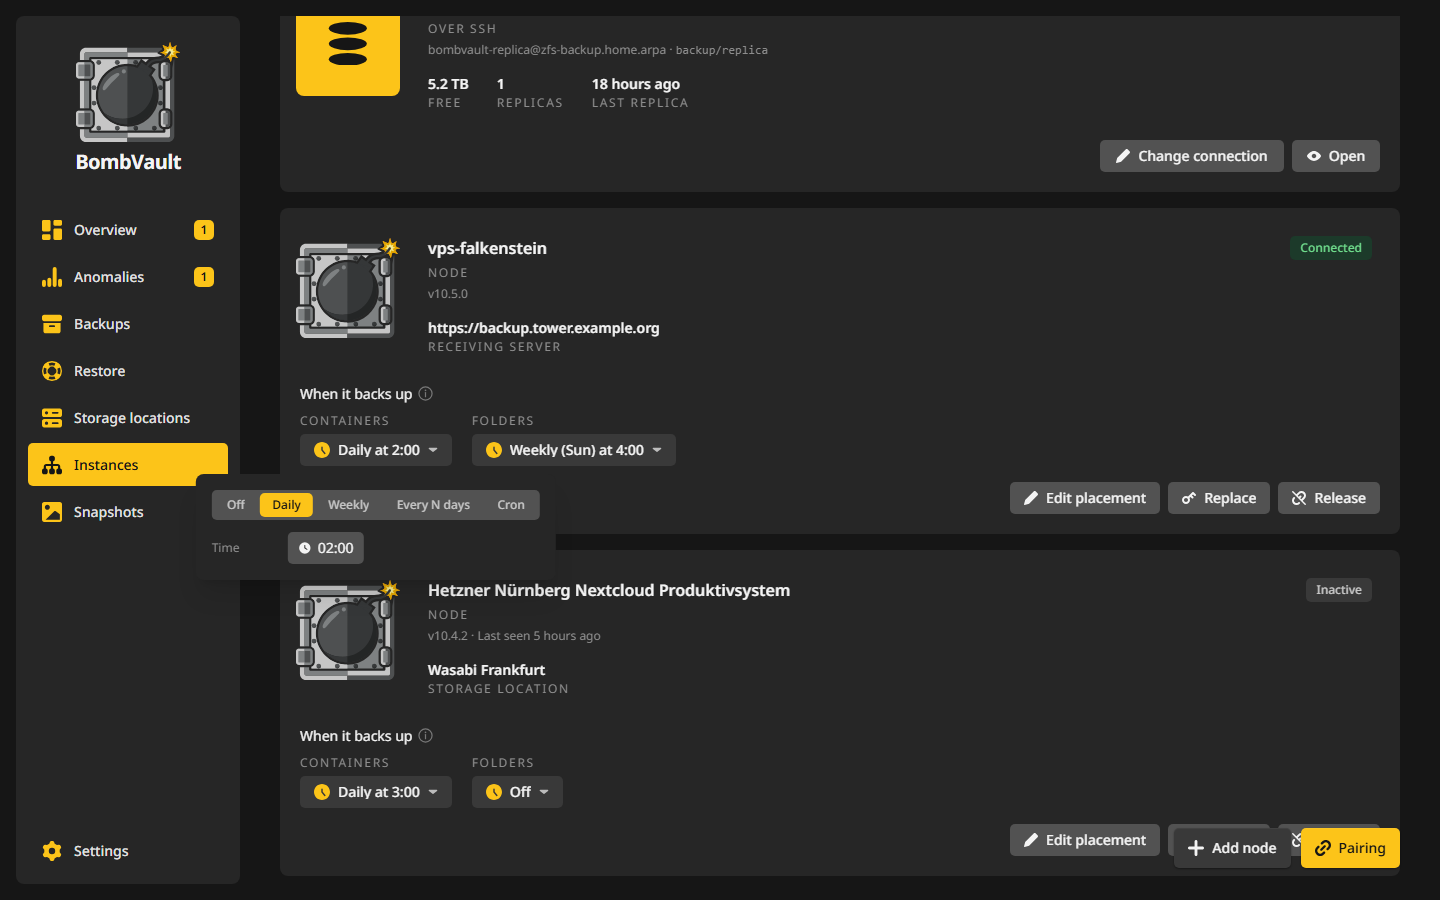 BombVault
Overview
1
Anomalies
1
Backups
Restore
Storage locations
Instances
Snapshots
Settings
OVER SSH
bombvault-replica@zfs-backup.home.arpa · backup/replica
5.2 TB
FREE
1
REPLICAS
18 hours ago
LAST REPLICA
Change connection
Open
vps-falkenstein
NODE
v10.5.0
Connected
https://backup.tower.example.org
RECEIVING SERVER
When it backs up
CONTAINERS
FOLDERS
Daily at 2:00
Weekly (Sun) at 4:00
Off
Daily
Weekly
Every N days
Cron
Time
02:00
Edit placement
Replace
Release
Hetzner Nürnberg Nextcloud Produktivsystem
NODE
v10.4.2 · Last seen 5 hours ago
Inactive
Wasabi Frankfurt
STORAGE LOCATION
When it backs up
CONTAINERS
FOLDERS
Daily at 3:00
Off
Edit placement
Add node
Pairing